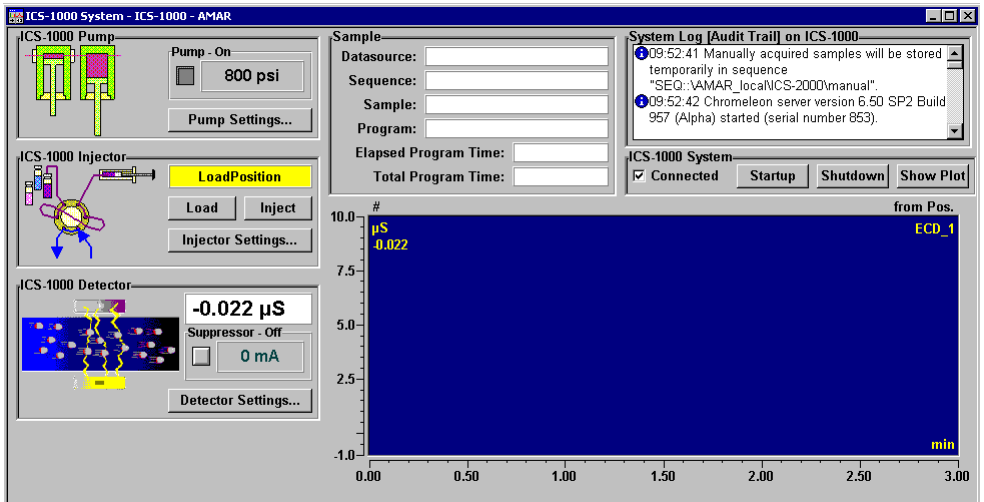 ICS-1000 System - ICS-1000 - AMAR
ICS-1000 Pump
Pump - On
800 psi
Pump Settings...
ICS-1000 Injector
LoadPosition
Load
Inject
Injector Settings...
ICS-1000 Detector
-0.022 µS
Suppressor - Off
0 mA
Detector Settings...
Sample
Datasource:
Sequence:
Sample:
Program:
Elapsed Program Time:
Total Program Time:
System Log [Audit Trail] on ICS-1000
09:52:41 Manually acquired samples will be stored
temporarily in sequence
"SEQ::\AMAR_local\ICS-2000\manual".
09:52:42 Chromeleon server version 6.50 SP2 Build
957 (Alpha) started (serial number 853).
ICS-1000 System
Connected
Startup
Shutdown
Show Plot
#
from Pos.
10.0
µS
ECD_1
-0.022
7.5
5.0
2.5
-1.0
min
0.00 0.50 1.00 1.50 2.00 2.50 3.00